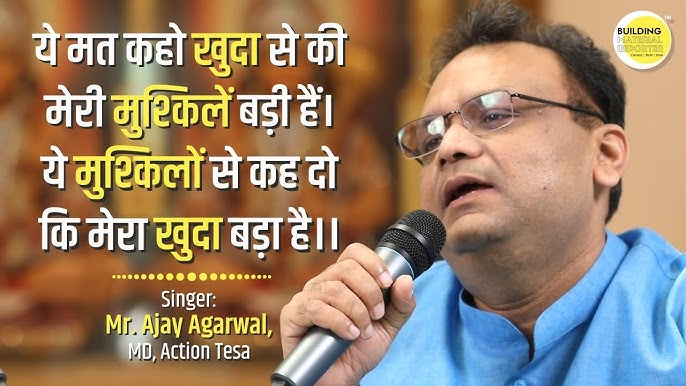 ये मत कहो खुदा से की
मेरी मुश्किलें बड़ी हैं।
ये मुश्किलों से कह दो
कि मेरा खुदा बड़ा है।।
Singer:
Mr. Ajay Agarwal,
MD, Action Tesa
BUILDING
MATERIAL
REPORTER